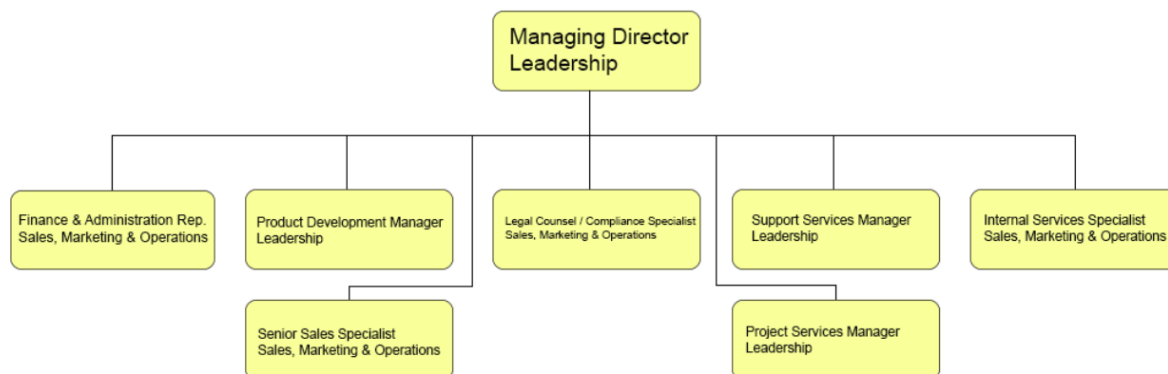 Managing Director
Leadership
Finance & Administration Rep.
Sales, Marketing & Operations
Product Development Manager
Leadership
Legal Counsel / Compliance Specialist
Sales, Marketing & Operations
Support Services Manager
Leadership
Internal Services Specialist
Sales, Marketing & Operations
Senior Sales Specialist
Sales, Marketing & Operations
Project Services Manager
Leadership